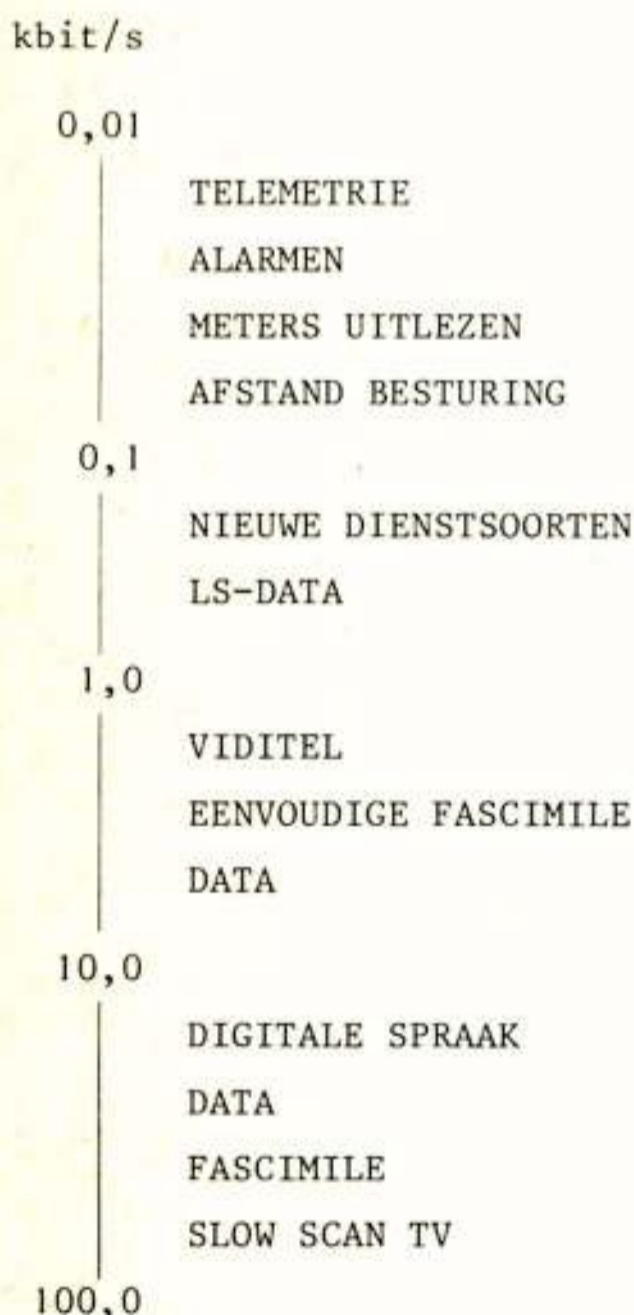 kbit/s
0,01
TELEMETRIE
ALARMEN
METERS UITLEZEN
AFSTAND BESTURING
0,1
NIEUWE DIENSTSOORTEN
LS-DATA
1,0
VIDITEL
EENVOUDIGE FASCIMILE
DATA
10,0
DIGITALE SPRAAK
DATA
FASCIMILE
SLOW SCAN TV
100,0